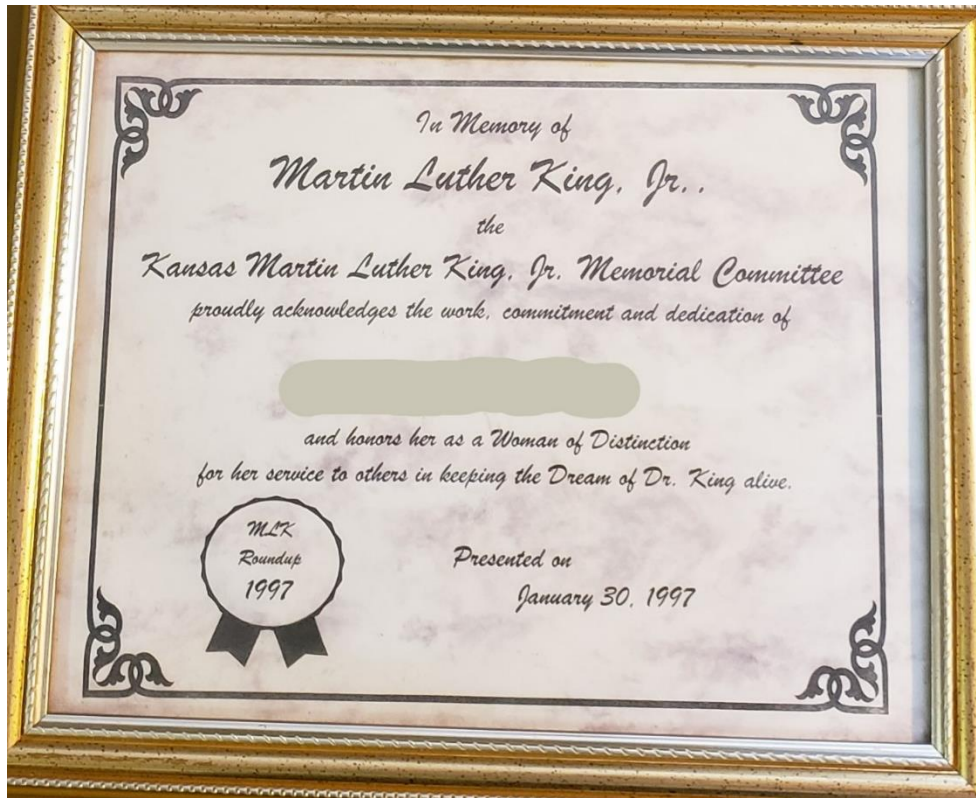 In Memory of
Martin Luther King, Jr. .
the
Kansas Martin Luther King, Jr. Memorial Committee
proudly acknowledges the work, commitment and dedication of
and honors her as a Woman of Distinction
for her service to others in keeping the Dream of Dr. King alive.
MLK
Roundup
1997
Presented on
January 30, 1997